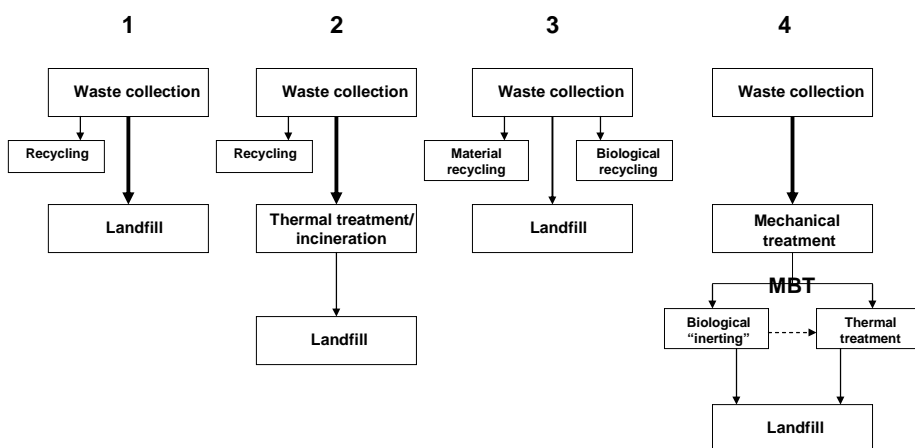 1
2
3
4
Waste collection
Waste collection
Waste collection
Waste collection
Recycling
Recycling
Material
recycling
Biological
recycling
Landfill
Thermal treatment/
incineration
Landfill
Mechanical
treatment
MBT
Landfill
Biological
“inerting”
Thermal
treatment
Landfill